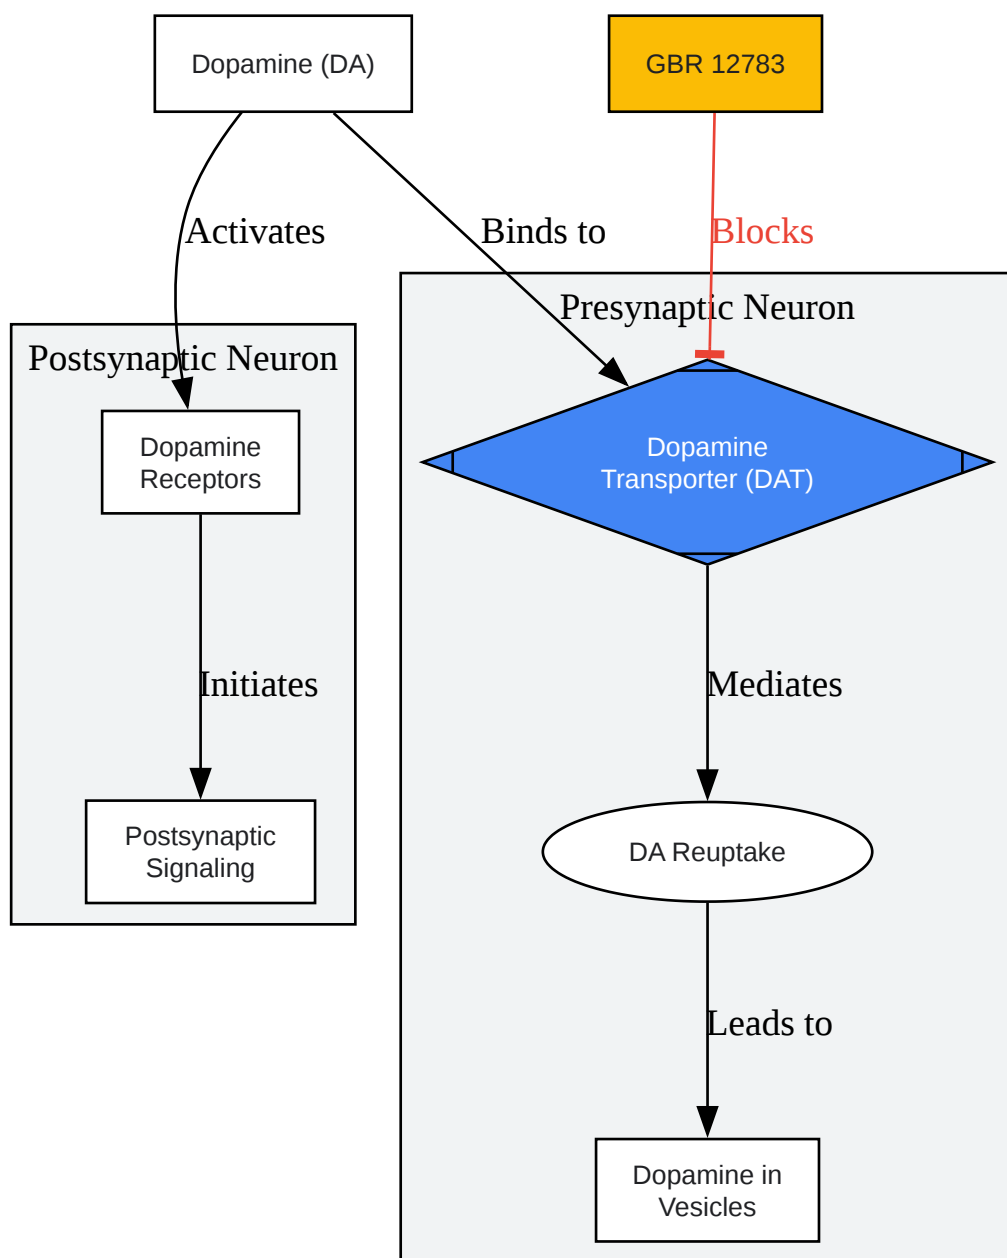 Dopamine (DA)
GBR 12783
Activates
Binds to
Blocks
Presynaptic Neuron
Postsynaptic Neuron
Dopamine
Receptors
Dopamine
Transporter (DAT)
Initiates
Mediates
Postsynaptic
Signaling
DA Reuptake
Leads to
Dopamine in
Vesicles